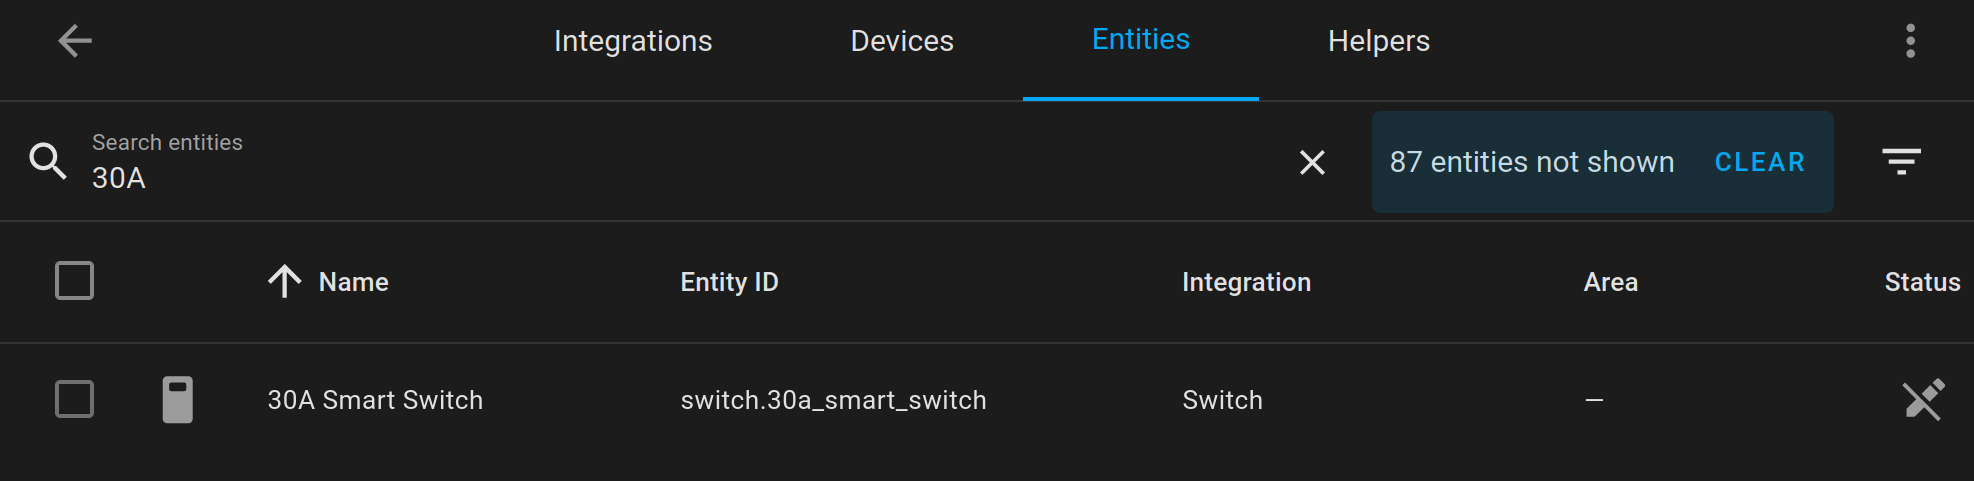 Integrations Devices Entities Helpers
Search entities
30A
87 entities not shown CLEAR
Name Entity ID Integration Area Status
30A Smart Switch switch.30a_smart_switch Switch —